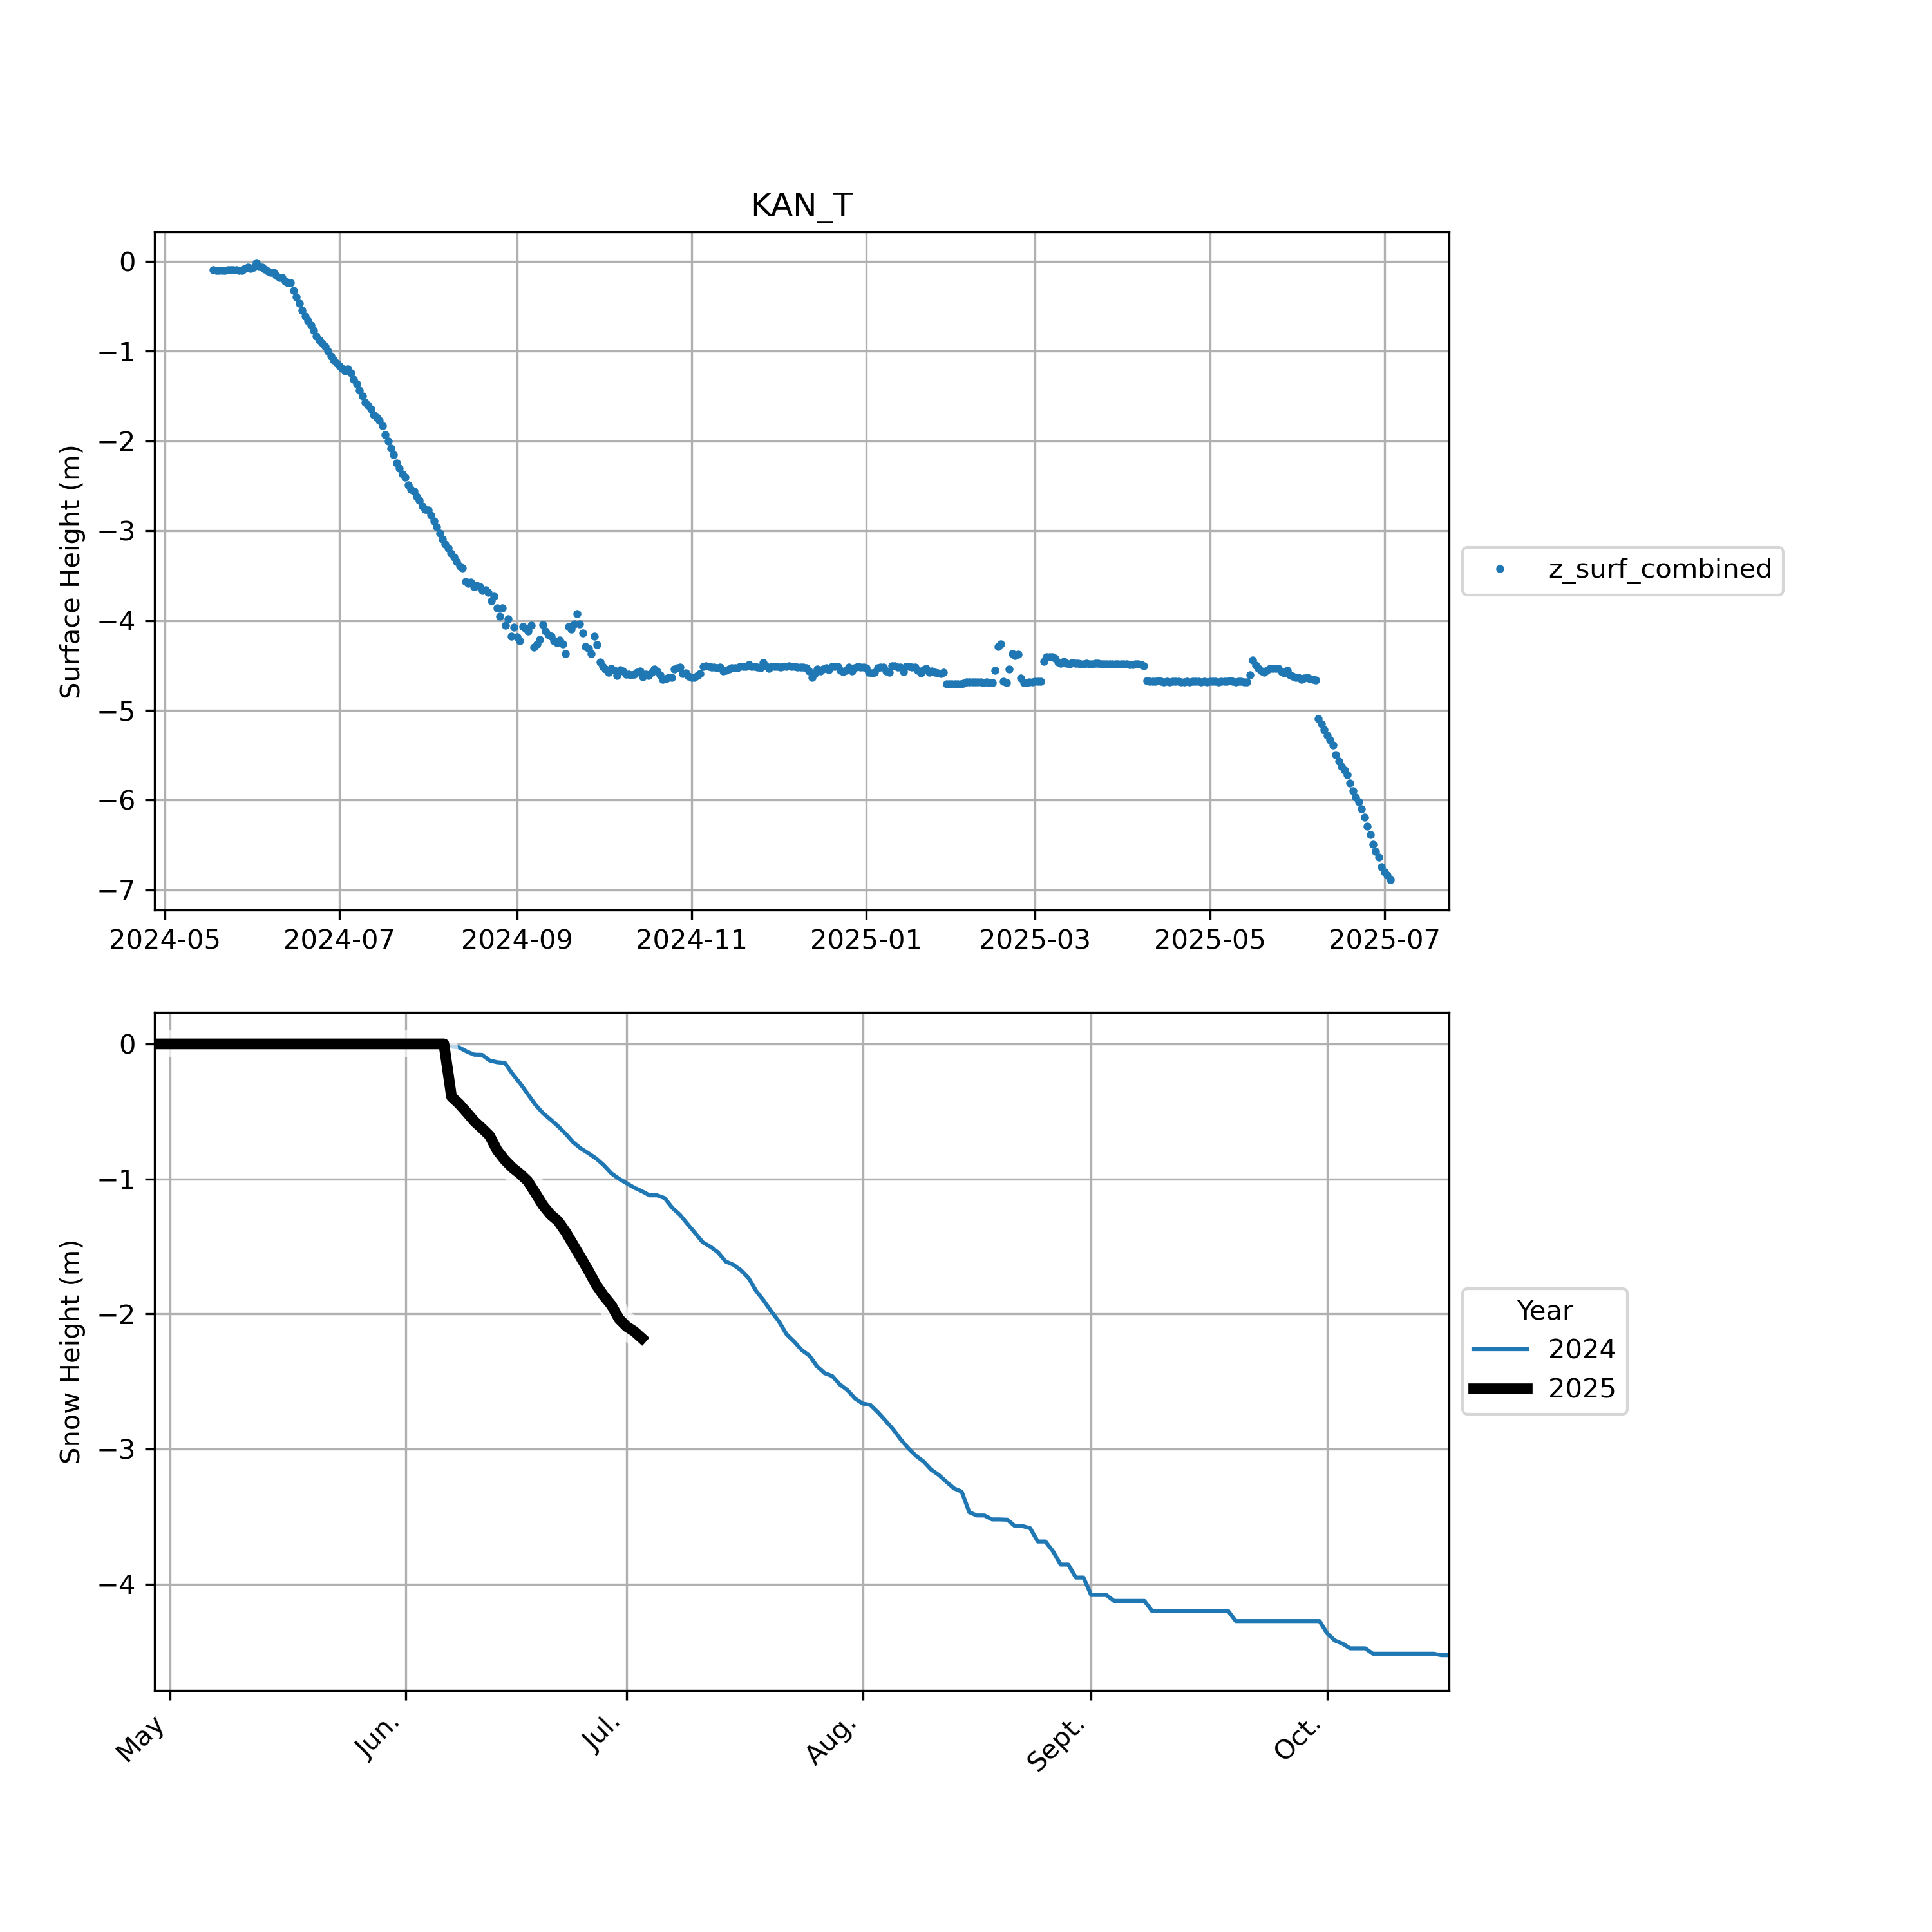 KAN_T
Surface Height (m)
0
−1
−2
−3
−4
−5
−6
−7
2024-05 2024-07 2024-09 2024-11 2025-01 2025-03 2025-05 2025-07
z_surf_combined
Snow Height (m)
0
−1
−2
−3
−4
May Jun. Jul. Aug. Sept. Oct.
Year
2024
2025